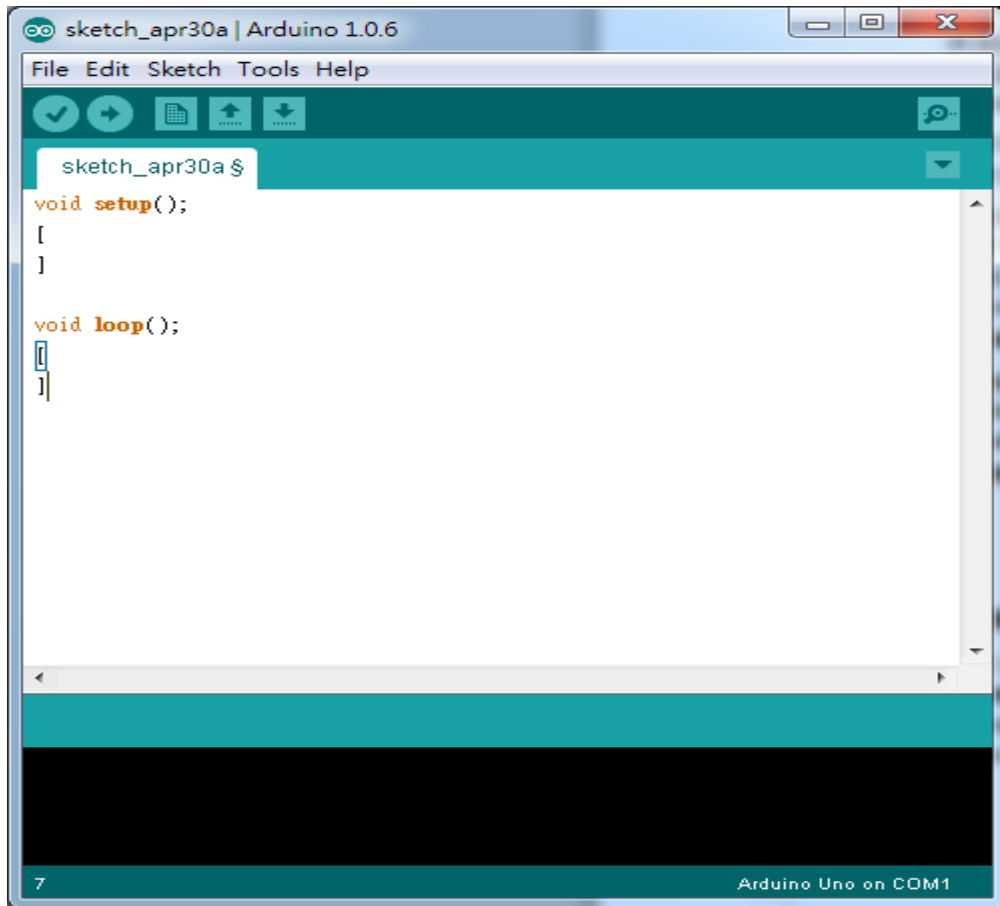 sketch_apr30a | Arduino 1.0.6
File Edit Sketch Tools Help
sketch_apr30a §
void setup();
[
]
void loop();
[
]
7
Arduino Uno on COM1